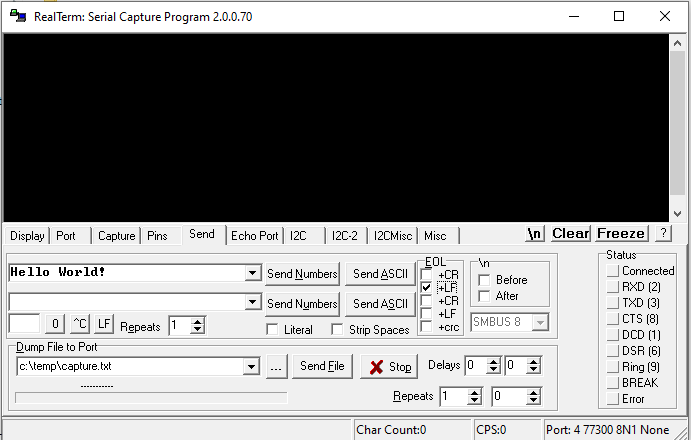 RealTerm: Serial Capture Program 2.0.0.70
Display Port Capture Pins Send Echo Port I2C I2C-2 I2CMisc Misc \n Clear Freeze ?
EOL \n Status
Hello World! Send Numbers Send ASCII +CR Before Connected
+LF After RXD (2)
Send Numbers Send ASCII +CR TXD (3)
0 ^C LF Repeats 1 +LF SMBUS 8 CTS (8)
Literal Strip Spaces +crc DCD (1)
Dump File to Port DSR (6)
c:\temp\capture.txt ... Send File Stop Delays 0 0 Ring (9)
BREAK
Repeats 1 0 Error
Char Count:0 CPS:0 Port: 4 77300 8N1 None